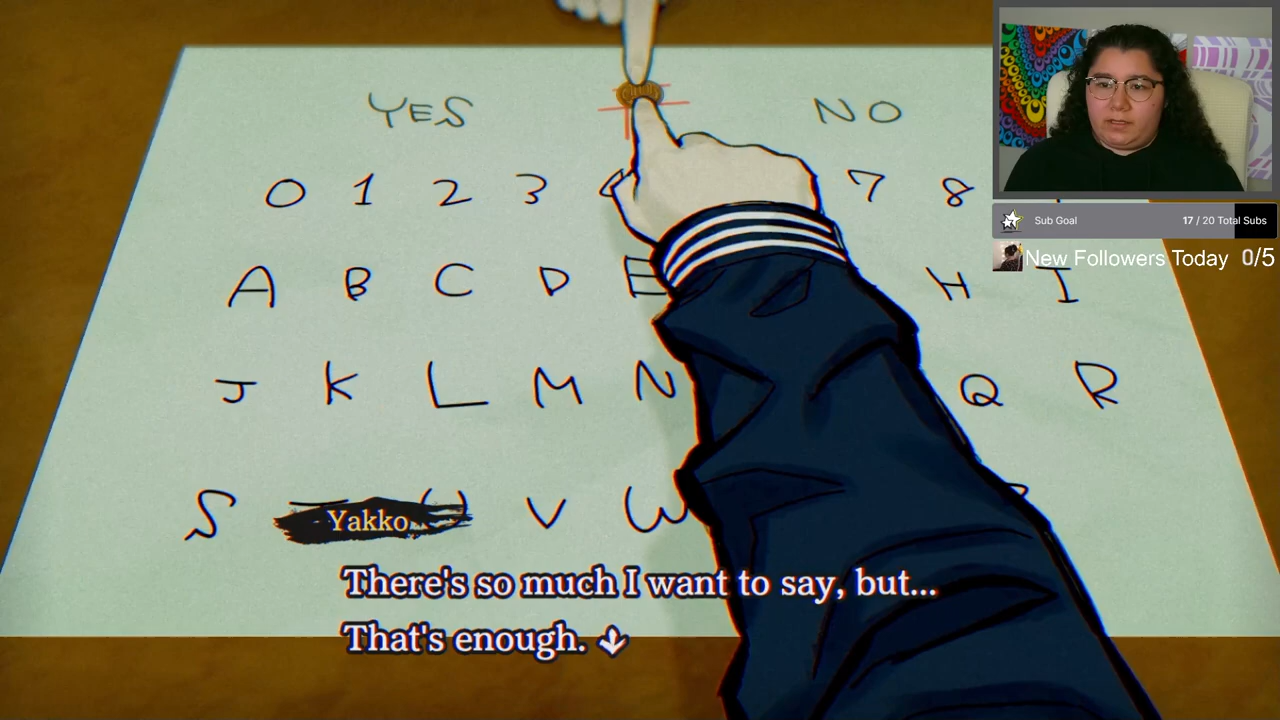 YES NO
0 1 2 3 7 8
A B C D E H I
J K L M N Q R
S U V W
Yakko
There's so much I want to say, but...
That's enough.
Sub Goal 17 / 20 Total Subs
New Followers Today 0/5